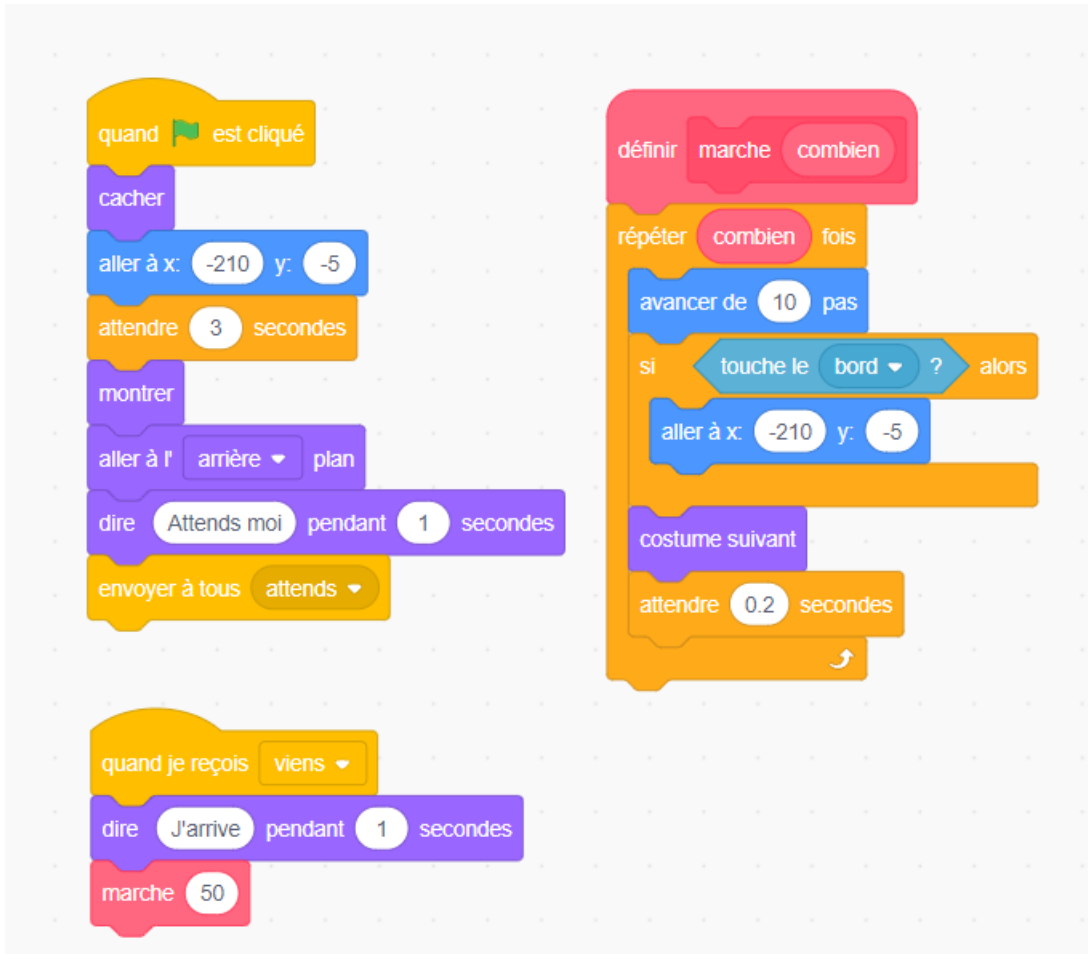 quand est cliqué
cacher
aller à x: -210 y: -5
attendre 3 secondes
montrer
aller à l' arrière plan
dire Attends moi pendant 1 secondes
envoyer à tous attends
quand je reçois viens
dire J'arrive pendant 1 secondes
marche 50
définir marche combien
répéter combien fois
avancer de 10 pas
si touche le bord ? alors
aller à x: -210 y: -5
costume suivant
attendre 0.2 secondes